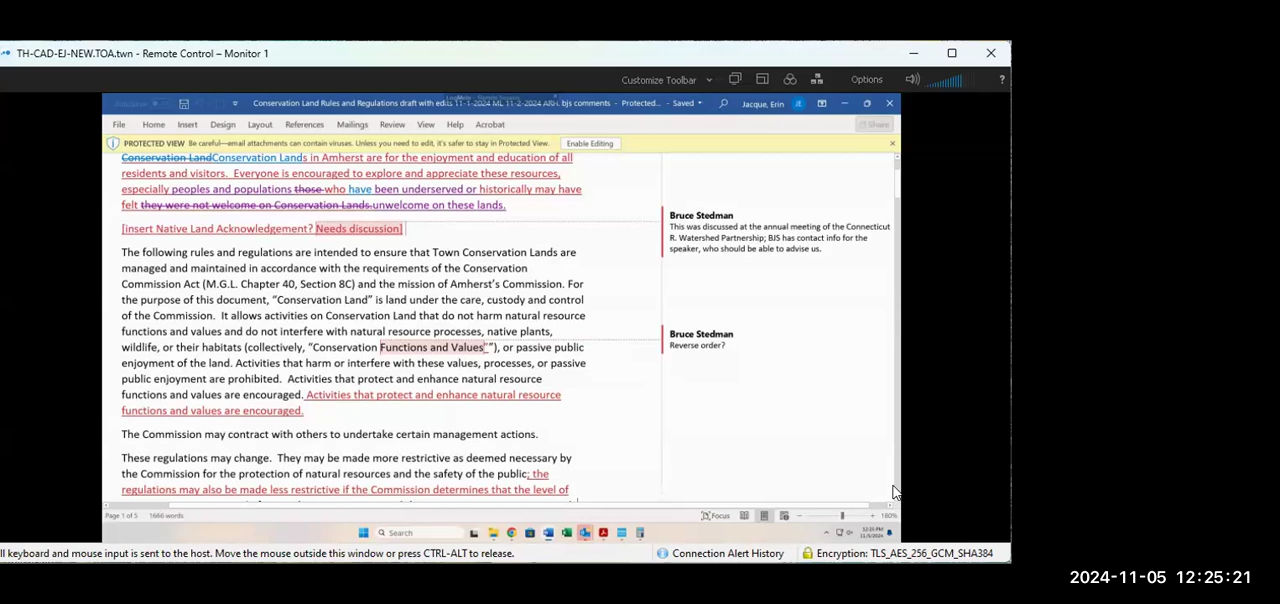 TH-CAD-EJ-NEW.TOA.twn - Remote Control – Monitor 1
Customize Toolbar
Options
?
Conservation Land Rules and Regulations draft with edits 11-1-2024 ML 11-2-2024 ARH. bjs comments - Protected... - Saved
Jacque, Erin
JE
File Home Insert Design Layout References Mailings Review View Help Acrobat
Share
PROTECTED VIEW Be careful—email attachments can contain viruses. Unless you need to edit, it's safer to stay in Protected View.
Enable Editing
Conservation LandConservation Lands in Amherst are for the enjoyment and education of all
residents and visitors. Everyone is encouraged to explore and appreciate these resources,
especially peoples and populations those who have been underserved or historically may have
felt they were not welcome on Conservation Lands.unwelcome on these lands.
[insert Native Land Acknowledgement? Needs discussion]
The following rules and regulations are intended to ensure that Town Conservation Lands are
managed and maintained in accordance with the requirements of the Conservation
Commission Act (M.G.L. Chapter 40, Section 8C) and the mission of Amherst's Commission. For
the purpose of this document, “Conservation Land” is land under the care, custody and control
of the Commission. It allows activities on Conservation Land that do not harm natural resource
functions and values and do not interfere with natural resource processes, native plants,
wildlife, or their habitats (collectively, “Conservation Functions and Values”"), or passive public
enjoyment of the land. Activities that harm or interfere with these values, processes, or passive
public enjoyment are prohibited. Activities that protect and enhance natural resource
functions and values are encouraged. Activities that protect and enhance natural resource
functions and values are encouraged.
The Commission may contract with others to undertake certain management actions.
These regulations may change. They may be made more restrictive as deemed necessary by
the Commission for the protection of natural resources and the safety of the public; the
regulations may also be made less restrictive if the Commission determines that the level of
Bruce Stedman
This was discussed at the annual meeting of the Connecticut
R. Watershed Partnership; BJS has contact info for the
speaker, who should be able to advise us.
Bruce Stedman
Reverse order?
Page 1 of 5 1666 words
Focus
180%
Search
12:25 PM
11/5/2024
ll keyboard and mouse input is sent to the host. Move the mouse outside this window or press CTRL-ALT to release.
Connection Alert History
Encryption: TLS_AES_256_GCM_SHA384
2024-11-05 12:25:21